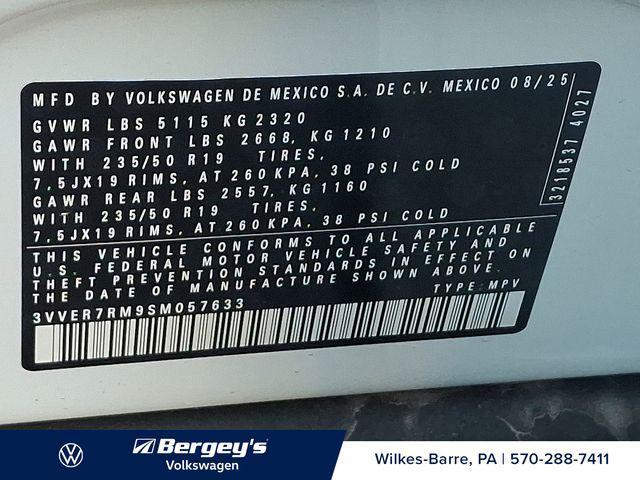 MFD BY VOLKSWAGEN DE MEXICO S.A. DE C.V. MEXICO 08/25
GVWR LBS 5115 KG 2320
GAWR FRONT LBS 2668, KG 1210
WITH 235/50 R19 TIRES,
7,5JX19 RIMS, AT 260 KPA, 38 PSI COLD
GAWR REAR LBS 2557, KG 1160
WITH 235/50 R19 TIRES,
7,5JX19 RIMS, AT 260 KPA, 38 PSI COLD
THIS VEHICLE CONFORMS TO ALL APPLICABLE
U.S. FEDERAL MOTOR VEHICLE SAFETY AND
THEFT PREVENTION STANDARDS IN EFFECT ON
THE DATE OF MANUFACTURE SHOWN ABOVE.
3VVER7RM9SM057633 TYPE: MPV
3218537 4027
Bergey's
Volkswagen
Wilkes-Barre, PA | 570-288-7411